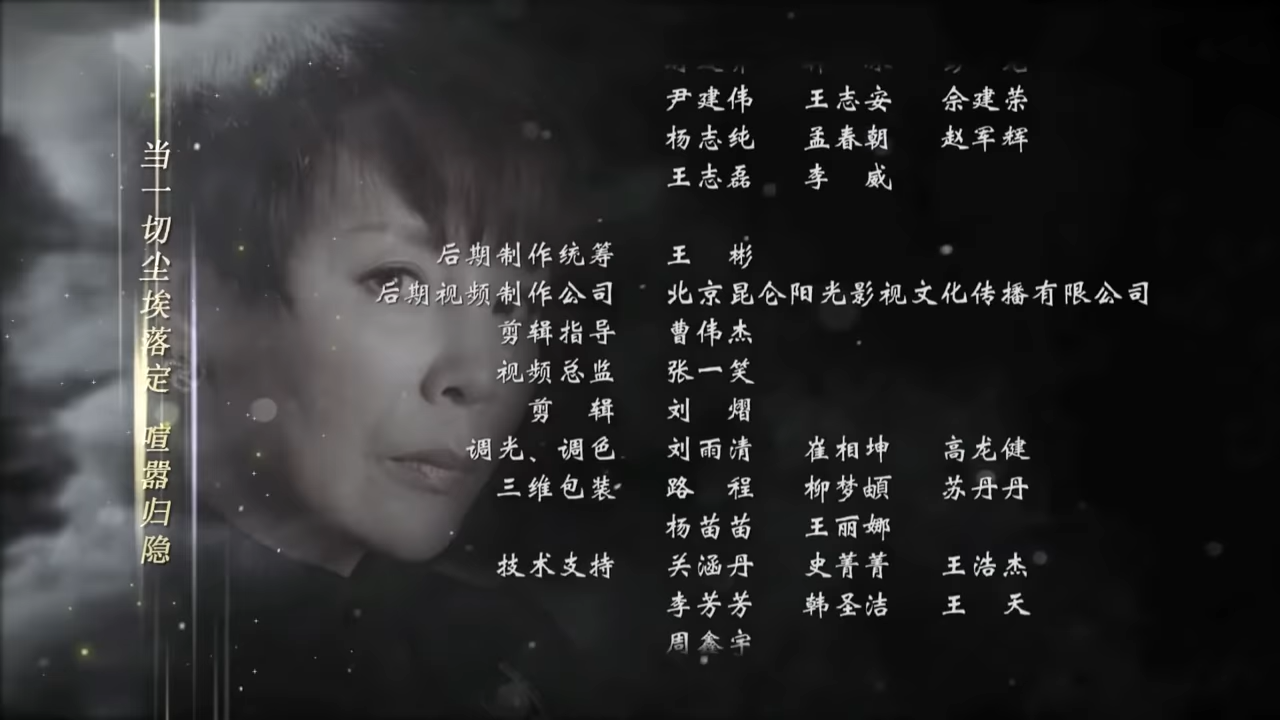 当一切尘埃落定 喧嚣归隐
尹建伟 王志安 余建荣
杨志纯 孟春朝 赵军辉
王志磊 李威
后期制作统筹 王彬
后期视频制作公司 北京昆仑阳光影视文化传播有限公司
剪辑指导 曹伟杰
视频总监 张一笑
剪辑 刘熠
调光、调色 刘雨清 崔相坤 高龙健
三维包装 路程 柳梦頔 苏丹丹
杨苗苗 王丽娜
技术支持 关涵丹 史菁菁 王浩杰
李芳芳 韩圣洁 王天
周鑫宇